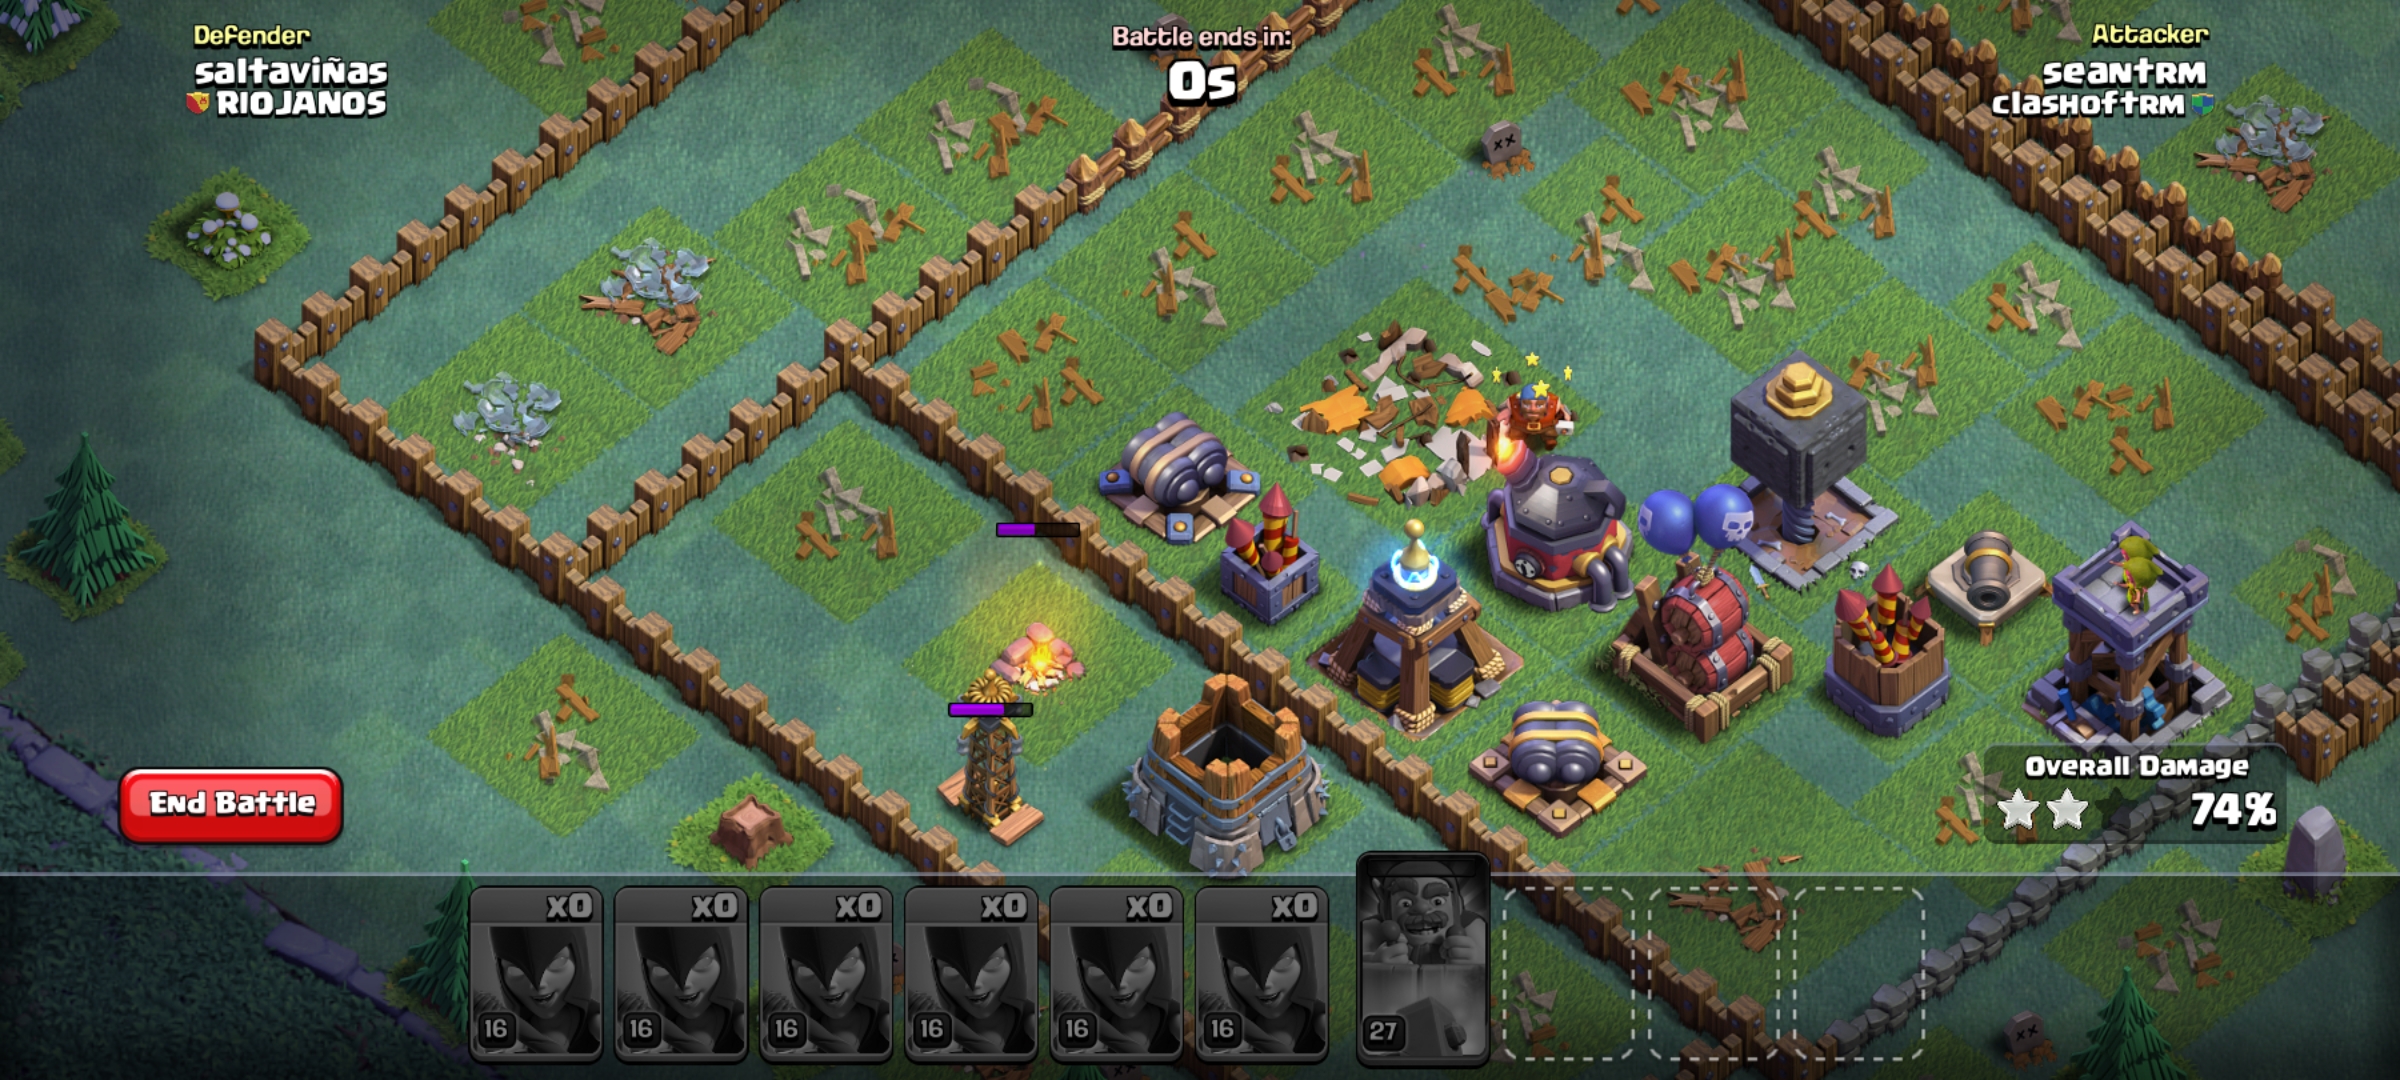 Defender
saltaviñas
RIOJANOS
Battle ends in:
0s
Attacker
seantRM
clashoftRM
End Battle
Overall Damage
74%
x0
x0
x0
x0
x0
x0
16
16
16
16
16
16
27